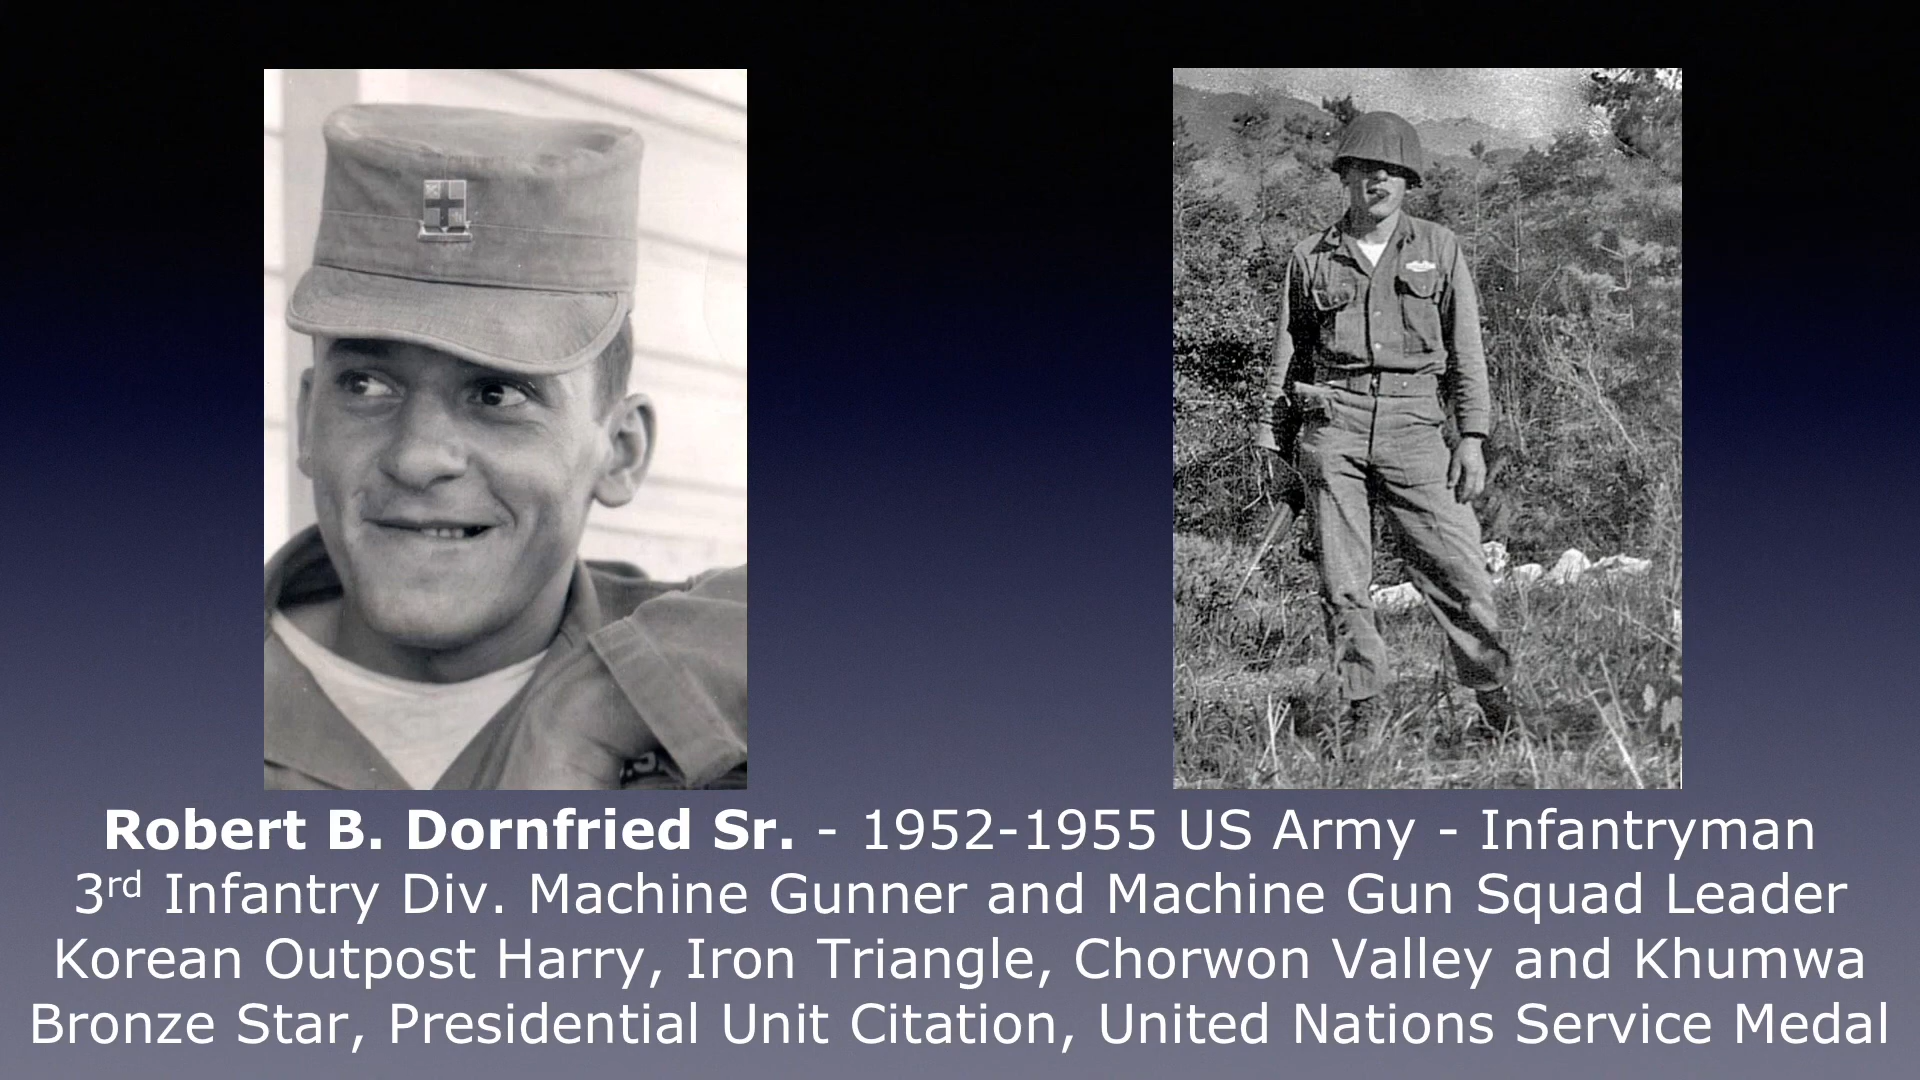 Robert B. Dornfried Sr. - 1952-1955 US Army - Infantryman
3rd Infantry Div. Machine Gunner and Machine Gun Squad Leader
Korean Outpost Harry, Iron Triangle, Chorwon Valley and Khumwa
Bronze Star, Presidential Unit Citation, United Nations Service Medal